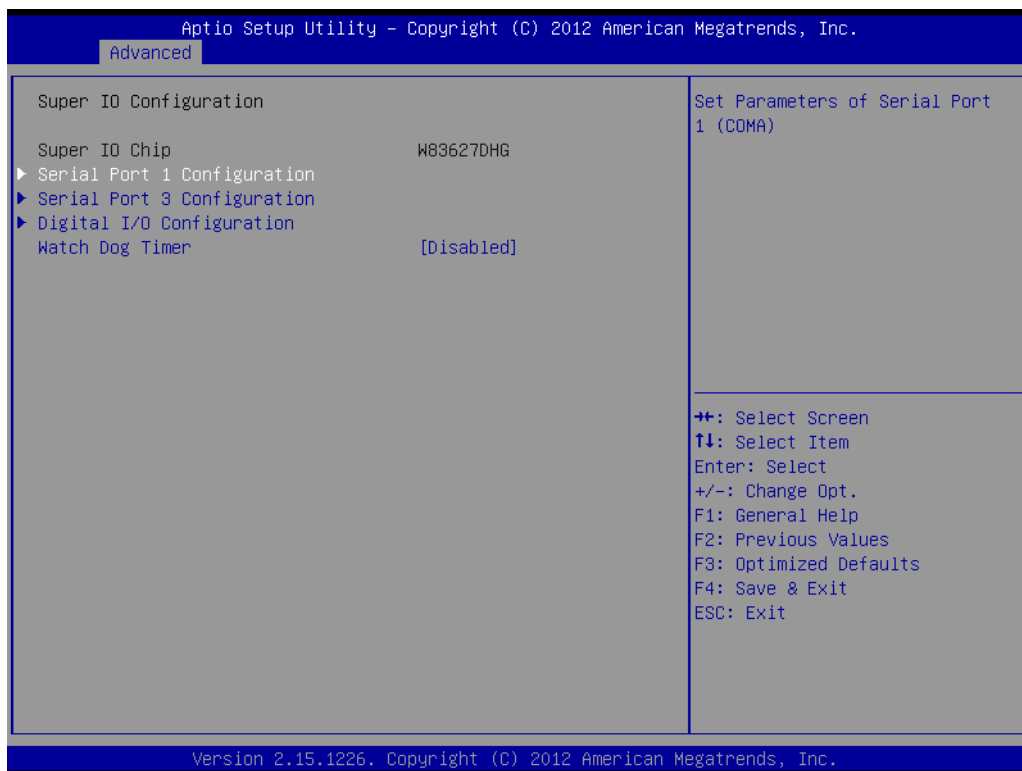 Aptio Setup Utility – Copyright (C) 2012 American Megatrends, Inc.
Advanced
Super IO Configuration
Super IO Chip W83627DHG
▶ Serial Port 1 Configuration
▶ Serial Port 3 Configuration
▶ Digital I/O Configuration
Watch Dog Timer [Disabled]
Set Parameters of Serial Port
1 (COMA)
→←: Select Screen
↑↓: Select Item
Enter: Select
+/-: Change Opt.
F1: General Help
F2: Previous Values
F3: Optimized Defaults
F4: Save & Exit
ESC: Exit
Version 2.15.1226. Copyright (C) 2012 American Megatrends, Inc.